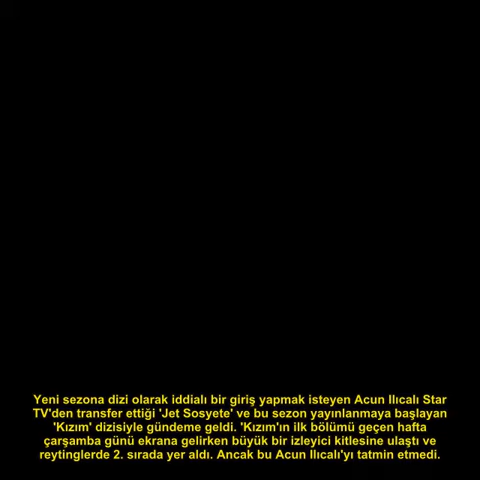 Yeni sezona dizi olarak iddialı bir giriş yapmak isteyen Acun Ilıcalı Star
TV'den transfer ettiği 'Jet Sosyete' ve bu sezon yayınlanmaya başlayan
'Kızım' dizisiyle gündeme geldi. 'Kızım'ın ilk bölümü geçen hafta
çarşamba günü ekrana gelirken büyük bir izleyici kitlesine ulaştı ve
reytinglerde 2. sırada yer aldı. Ancak bu Acun Ilıcalı'yı tatmin etmedi.